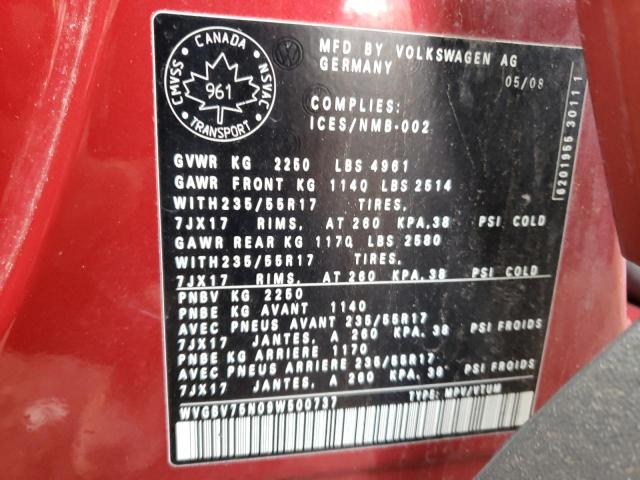 CANADA
CMVSS
NSVAC
961
TRANSPORT
MFD BY VOLKSWAGEN AG
GERMANY
05/08
COMPLIES:
ICES/NMB-002
GVWR KG 2250 LBS 4961
GAWR FRONT KG 1140 LBS 2514
WITH235/55R17 TIRES,
7JX17 RIMS, AT 260 KPA,38 PSI COLD
GAWR REAR KG 1170 LBS 2580
WITH235/55R17 TIRES,
7JX17 RIMS, AT 260 KPA,38 PSI COLD
PNBV KG 2250
PNBE KG AVANT 1140
AVEC PNEUS AVANT 235/55R17
7JX17 JANTES, A 260 KPA, 38 PSI FROIDS
PNBE KG ARRIERE 1170
AVEC PNEUS ARRIERE 235/55R17,
7JX17 JANTES, A 260 KPA, 38 PSI FROIDS
WVGBV75N09W500737 TYPE: MPV/VTUM
6201955 30111